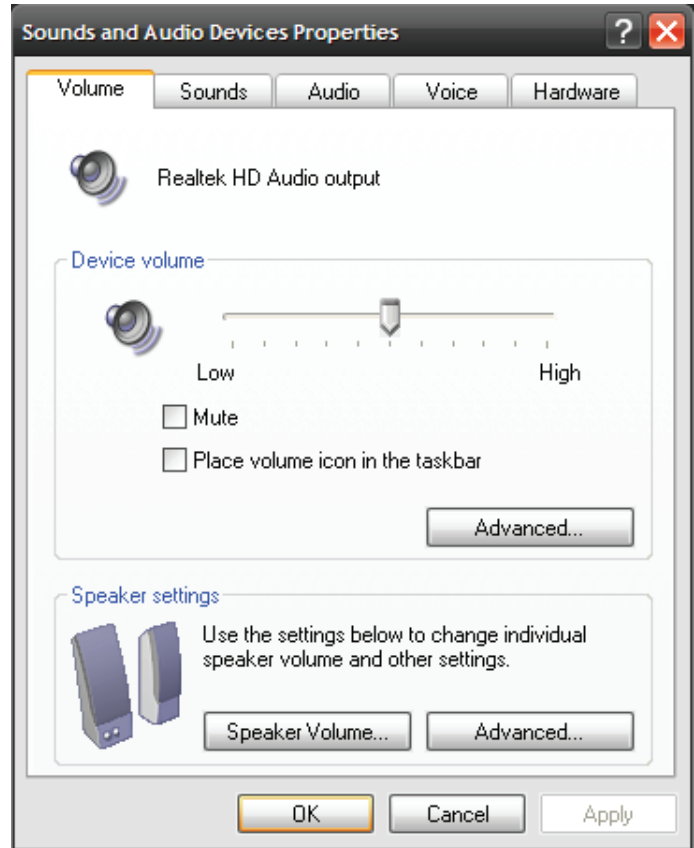 Sounds and Audio Devices Properties
?
Volume Sounds Audio Voice Hardware
Realtek HD Audio output
Device volume
Low High
Mute
Place volume icon in the taskbar
Advanced...
Speaker settings
Use the settings below to change individual
speaker volume and other settings.
Speaker Volume... Advanced...
OK Cancel Apply